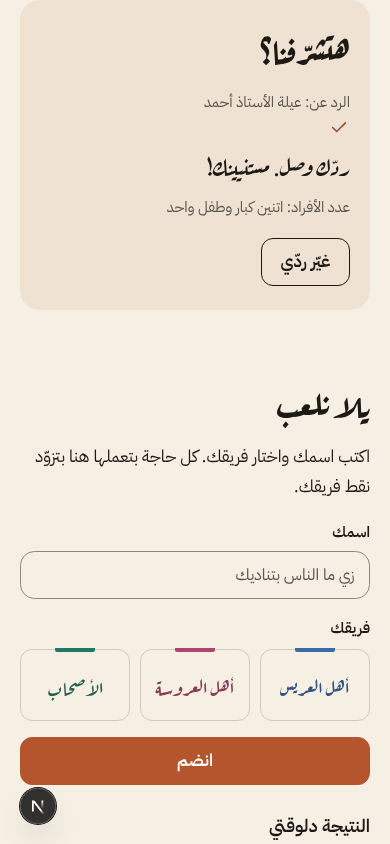 هتشرّفنا؟
الرد عن: عيلة الأستاذ أحمد
ردّك وصل. مستنيينك!
عدد الأفراد: اتنين كبار وطفل واحد
غيّر ردّي
يلا نلعب
اكتب اسمك واختار فريقك. كل حاجة بتعملها هنا بتزوّد
نقط فريقك.
اسمك
زي ما الناس بتناديك
فريقك
أهل العريس
أهل العروسة
الأصحاب
انضم
N
النتيجة دلوقتي